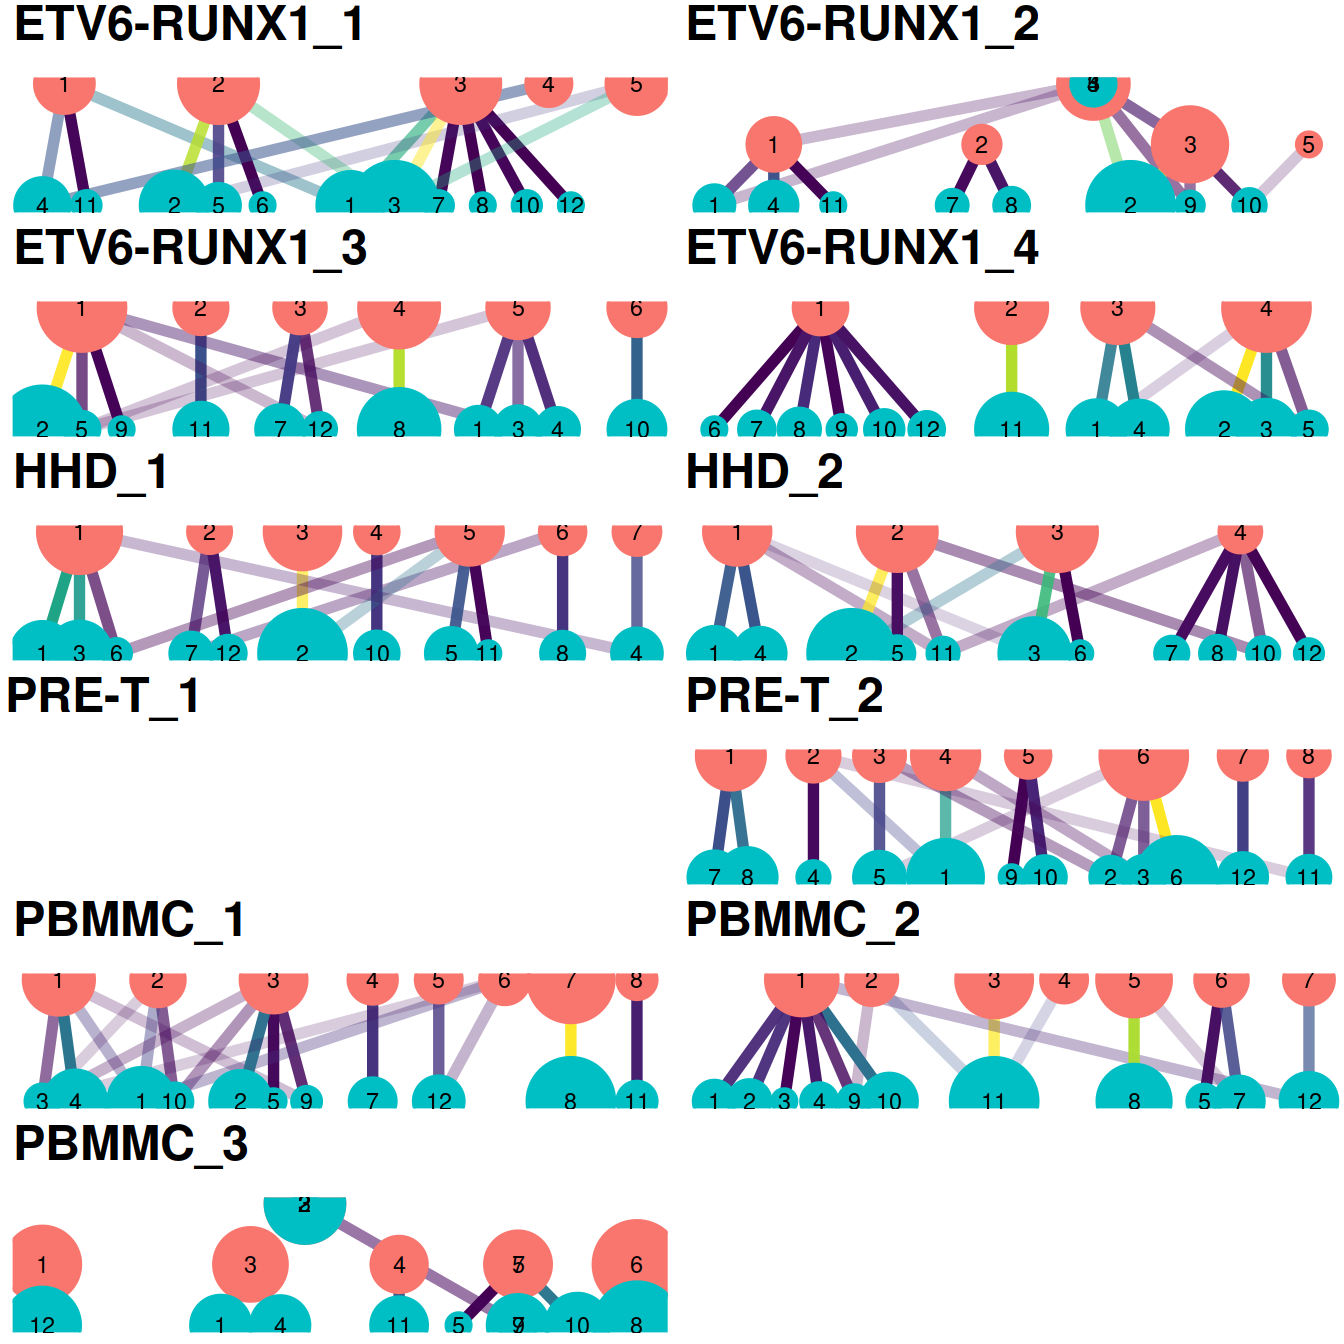 ETV6-RUNX1_1
ETV6-RUNX1_2
1 2 3 4 5
4 11 2 5 6 1 3 7 8 10 12
1 2 3 5
1 4 11 7 8 2 9 10
ETV6-RUNX1_3
ETV6-RUNX1_4
1 2 3 4 5 6
2 5 9 11 7 12 8 1 3 4 10
1 2 3 4
6 7 8 9 10 12 11 1 4 2 3 5
HHD_1
HHD_2
1 2 3 4 5 6 7
1 3 6 7 12 2 10 5 11 8 4
1 2 3 4
1 4 2 5 11 3 6 7 8 10 12
PRE-T_1
PRE-T_2
1 2 3 4 5 6 7 8
7 8 4 5 1 9 10 2 3 6 12 11
PBMMC_1
PBMMC_2
1 2 3 4 5 6 7 8
3 4 1 10 2 5 9 7 12 8 11
1 2 3 4 5 6 7
1 2 3 4 9 10 11 8 5 7 12
PBMMC_3
1 3 4 6
12 1 4 11 5 10 8